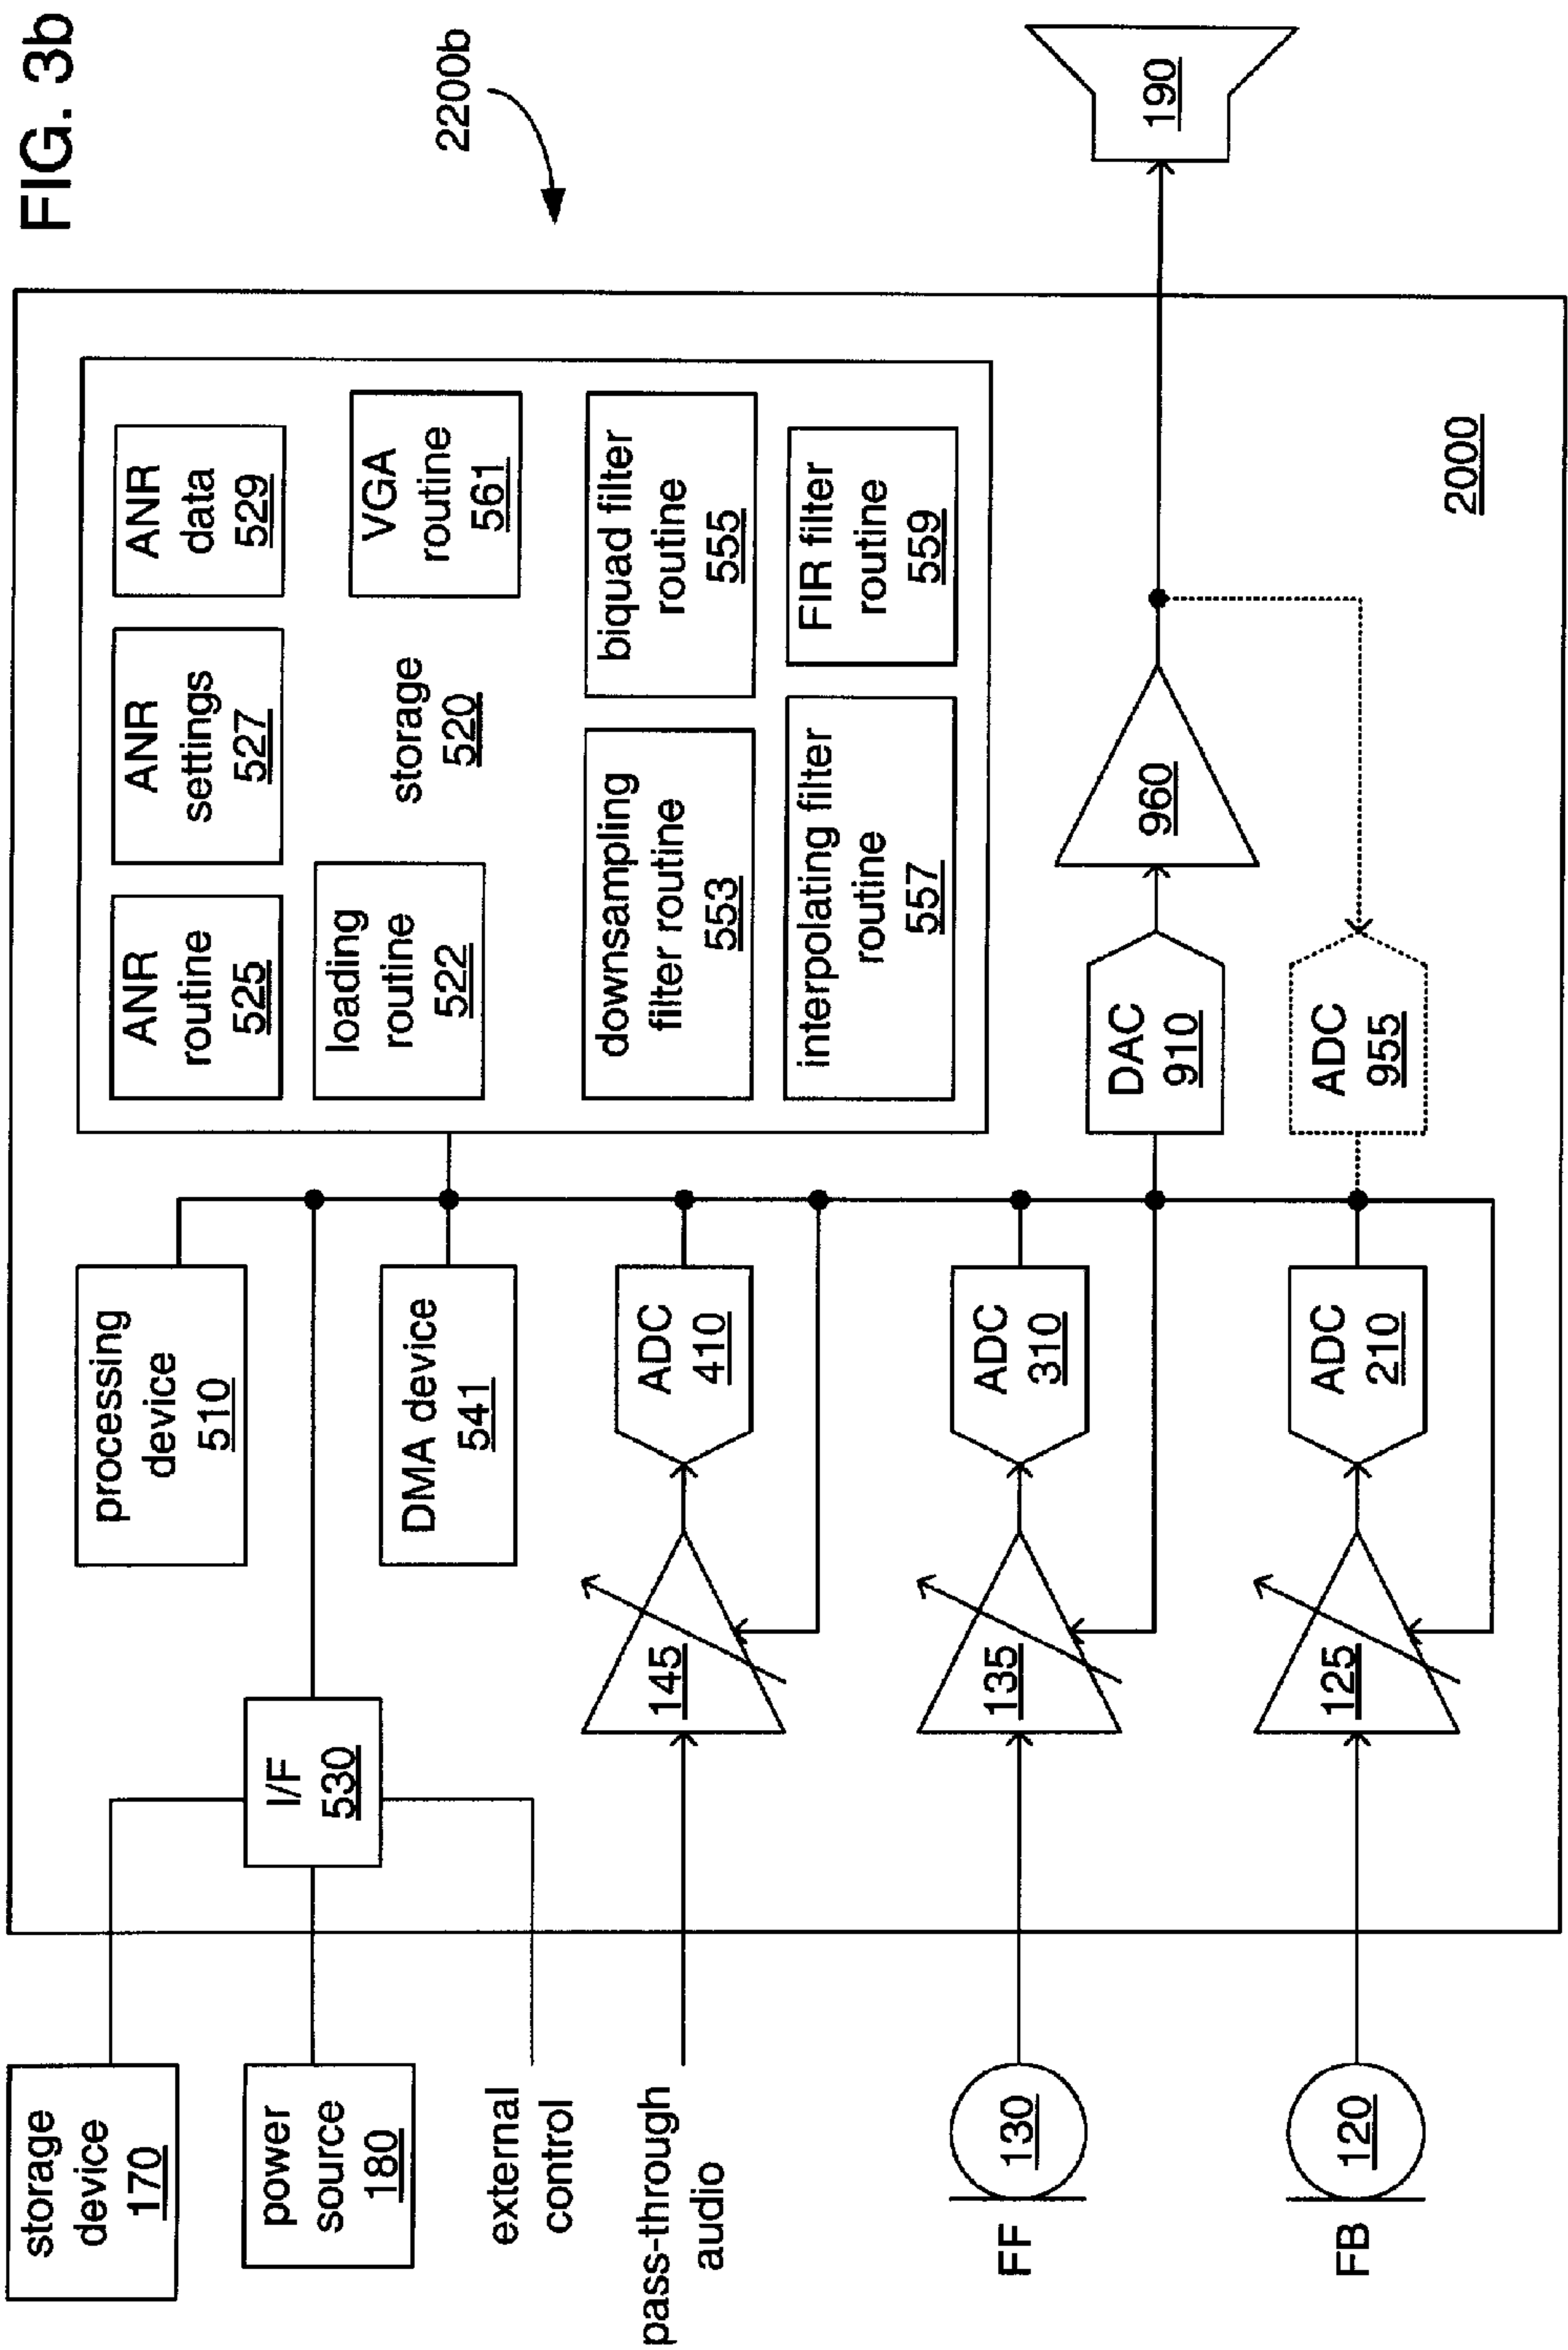 FIG. 3b
2200b
storage
device
170
power
source
180
external
control
pass-through
audio
FF
130
FB
120
I/F
530
processing
device
510
DMA device
541
145
ADC
410
135
ADC
310
125
ADC
210
ANR
routine
525
ANR
settings
527
ANR
data
529
loading
routine
522
storage
520
VGA
routine
561
downsampling
filter routine
553
biquad filter
routine
555
interpolating filter
routine
557
FIR filter
routine
559
DAC
910
960
ADC
955
190
2000